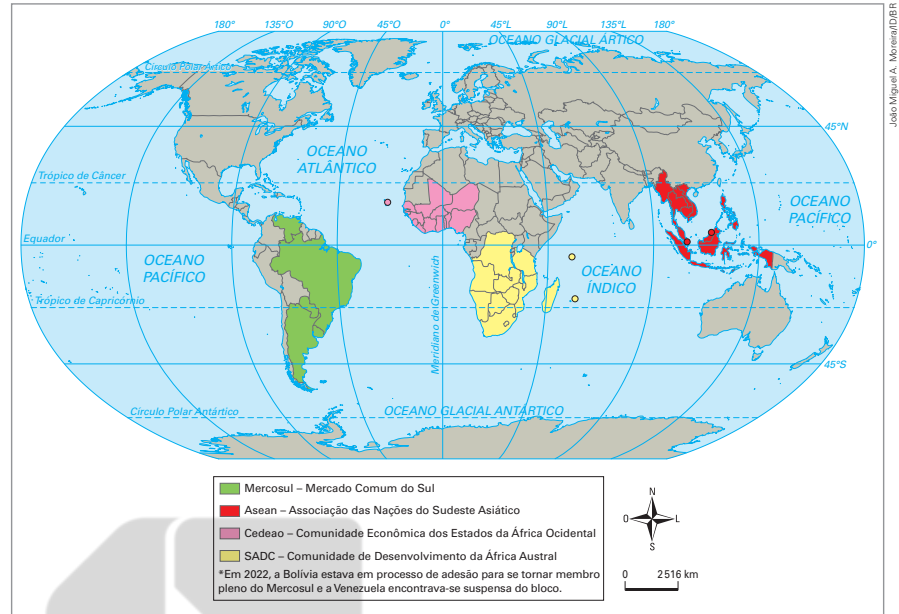 180° 135°O 90°O 45°O 0° 45°L 90°L 135°L 180°
OCEANO GLACIAL ÁRTICO
Círculo Polar Ártico
45°N
OCEANO
ATLÂNTICO
Trópico de Câncer
OCEANO
PACÍFICO
Equador
0°
OCEANO
PACÍFICO
OCEANO
ÍNDICO
Meridiano de Greenwich
Trópico de Capricórnio
45°S
Círculo Polar Antártico
OCEANO GLACIAL ANTÁRTICO
Mercosul – Mercado Comum do Sul
Asean – Associação das Nações do Sudeste Asiático
Cedeao – Comunidade Econômica dos Estados da África Ocidental
SADC – Comunidade de Desenvolvimento da África Austral
*Em 2022, a Bolívia estava em processo de adesão para se tornar membro
pleno do Mercosul e a Venezuela encontrava-se suspensa do bloco.
N
O L
S
0 2 516 km
João Miguel A. Moreira/ID/BR